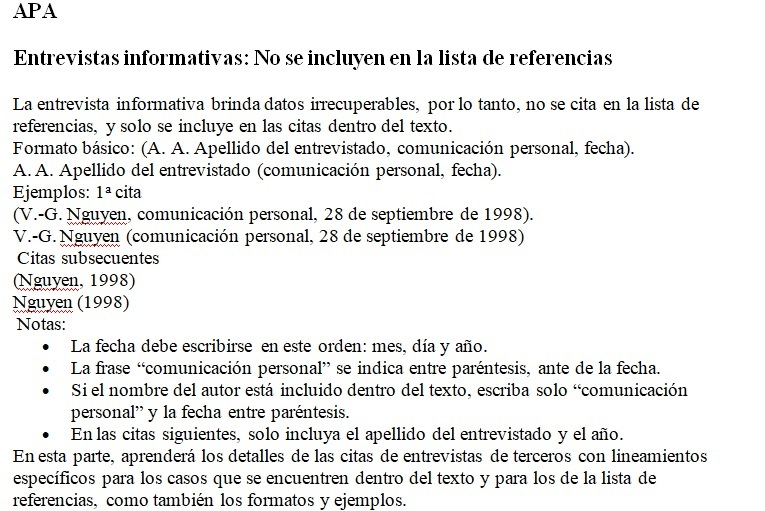 APA
Entrevistas informativas: No se incluyen en la lista de referencias
La entrevista informativa brinda datos irrecuperables, por lo tanto, no se cita en la lista de
referencias, y solo se incluye en las citas dentro del texto.
Formato básico: (A. A. Apellido del entrevistado, comunicación personal, fecha).
A. A. Apellido del entrevistado (comunicación personal, fecha).
Ejemplos: 1ª cita
(V.-G. Nguyen, comunicación personal, 28 de septiembre de 1998).
V.-G. Nguyen (comunicación personal, 28 de septiembre de 1998)
Citas subsecuentes
(Nguyen, 1998)
Nguyen (1998)
Notas:
• La fecha debe escribirse en este orden: mes, día y año.
• La frase “comunicación personal” se indica entre paréntesis, ante de la fecha.
• Si el nombre del autor está incluido dentro del texto, escriba solo “comunicación
personal” y la fecha entre paréntesis.
• En las citas siguientes, solo incluya el apellido del entrevistado y el año.
En esta parte, aprenderá los detalles de las citas de entrevistas de terceros con lineamientos
específicos para los casos que se encuentren dentro del texto y para los de la lista de
referencias, como también los formatos y ejemplos.